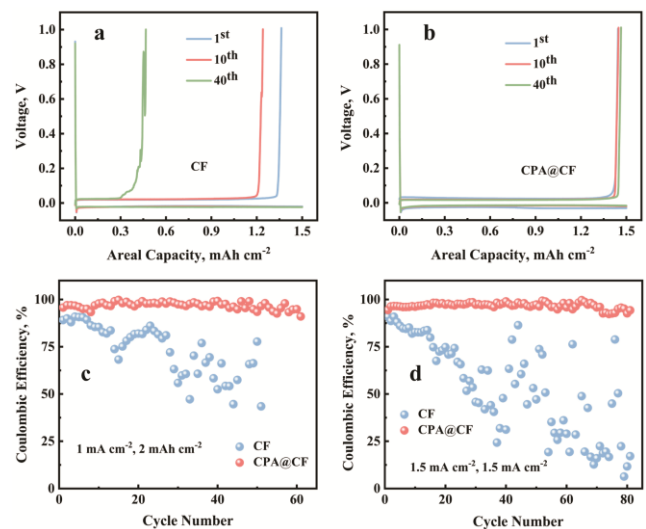 a
1st
10th
40th
CF
Voltage, V
1.0
0.8
0.6
0.4
0.2
0.0
0.0 0.3 0.6 0.9 1.2 1.5
Areal Capacity, mAh cm-2
b
1st
10th
40th
CPA@CF
Voltage, V
1.0
0.8
0.6
0.4
0.2
0.0
0.0 0.3 0.6 0.9 1.2 1.5
Areal Capacity, mAh cm-2
c
Coulombic Efficiency, %
100
75
50
25
0
1 mA cm-2, 2 mAh cm-2
CF
CPA@CF
0 20 40 60
Cycle Number
d
Coulombic Efficiency, %
100
75
50
25
0
CF
CPA@CF
1.5 mA cm-2, 1.5 mA cm-2
0 20 40 60 80
Cycle Number